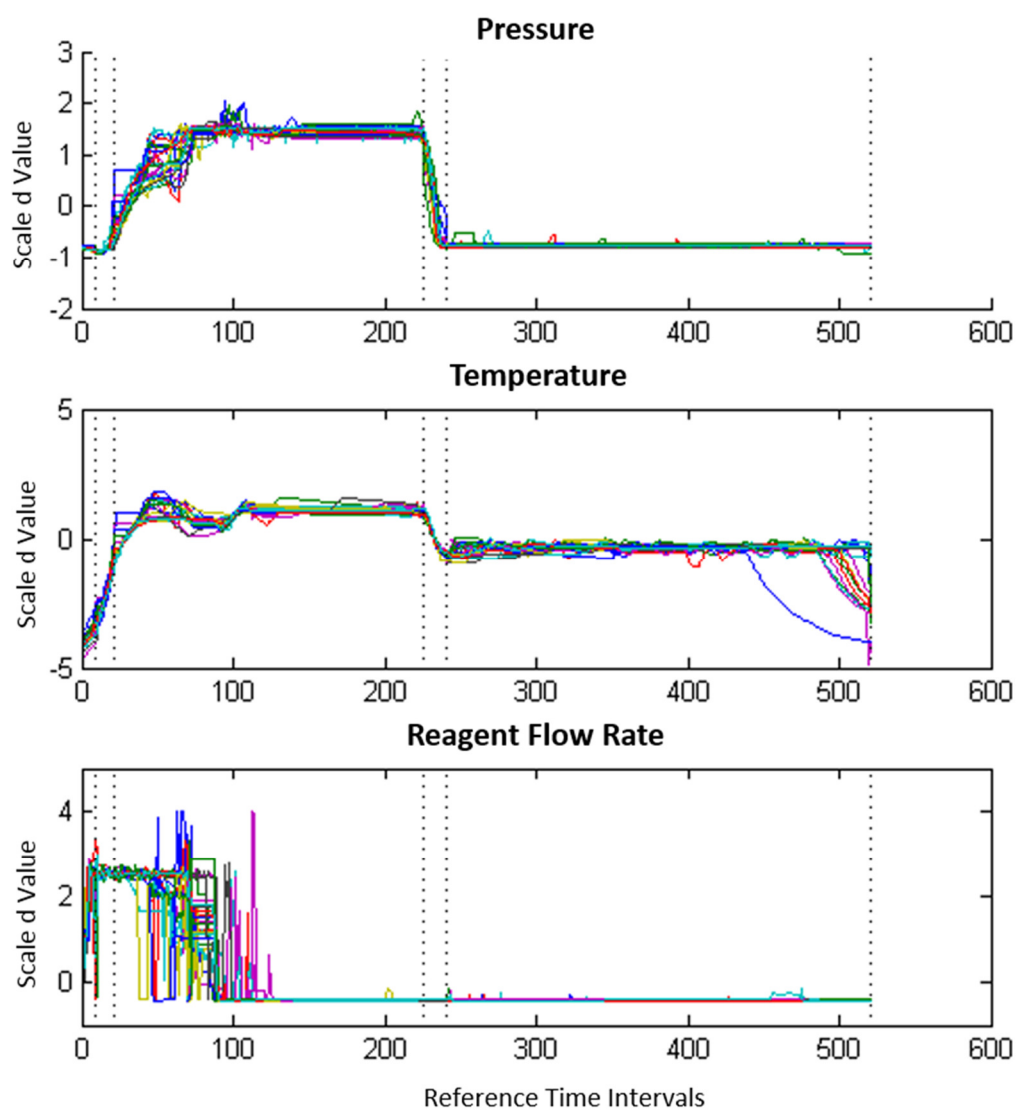 Pressure
3
2
1
0
-1
-2
Scale d Value
0 100 200 300 400 500 600
Temperature
5
0
-5
Scale d Value
0 100 200 300 400 500 600
Reagent Flow Rate
4
2
0
Scale d Value
0 100 200 300 400 500 600
Reference Time Intervals